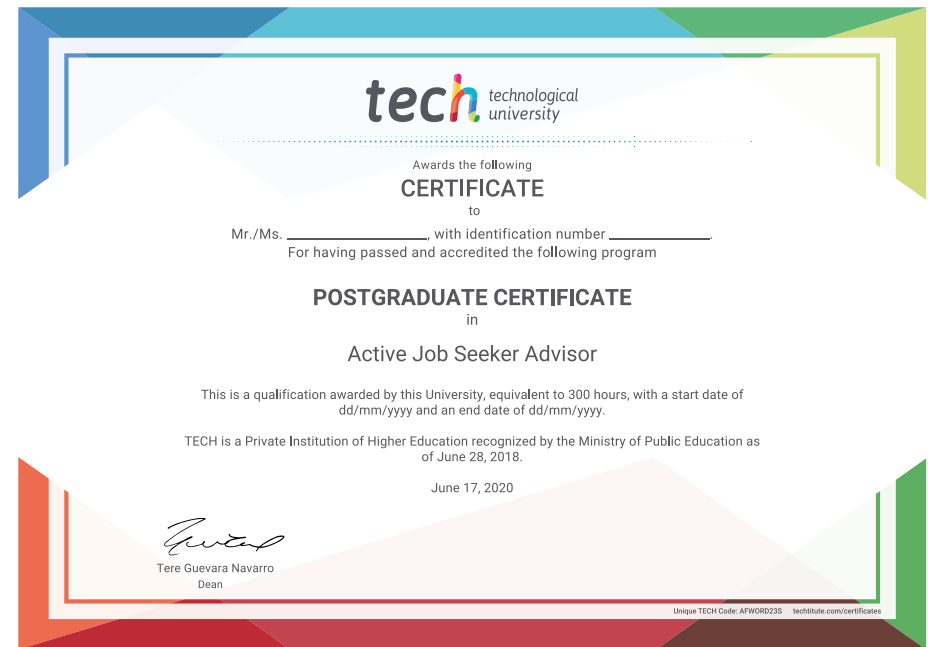 tech technological
university
Awards the following
CERTIFICATE
to
Mr./Ms. ____________________, with identification number ______________.
For having passed and accredited the following program
POSTGRADUATE CERTIFICATE
in
Active Job Seeker Advisor
This is a qualification awarded by this University, equivalent to 300 hours, with a start date of
dd/mm/yyyy and an end date of dd/mm/yyyy.
TECH is a Private Institution of Higher Education recognized by the Ministry of Public Education as
of June 28, 2018.
June 17, 2020
Tere Guevara Navarro
Dean
Unique TECH Code: AFWORD23S techtitute.com/certificates